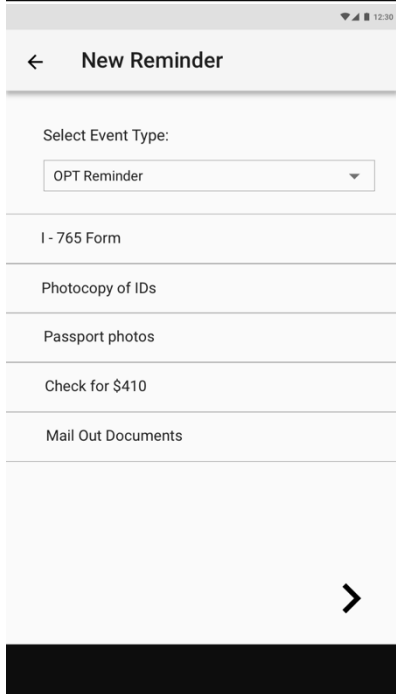 12:30
New Reminder
Select Event Type:
OPT Reminder
I - 765 Form
Photocopy of IDs
Passport photos
Check for $410
Mail Out Documents